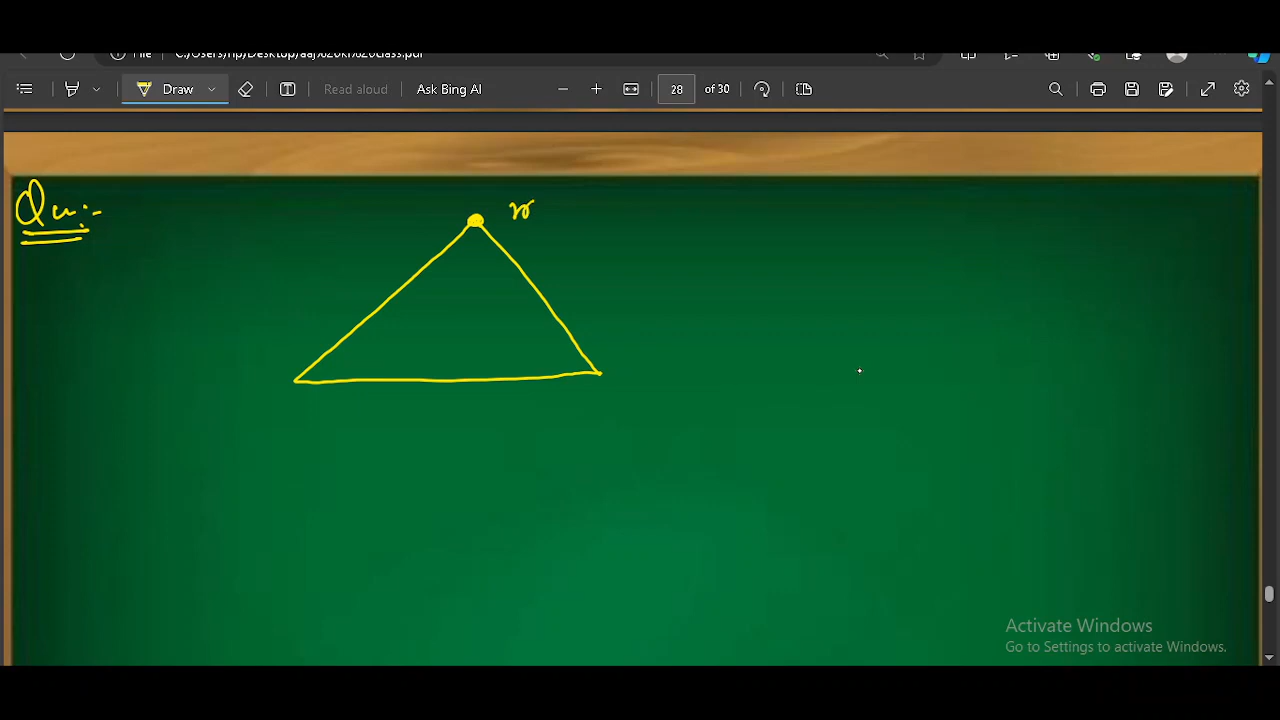 File C:/Users/hp/Desktop/aaj%20ki%20class.pdf
Draw Read aloud Ask Bing AI 28 of 30
Qu:-
Activate Windows
Go to Settings to activate Windows.